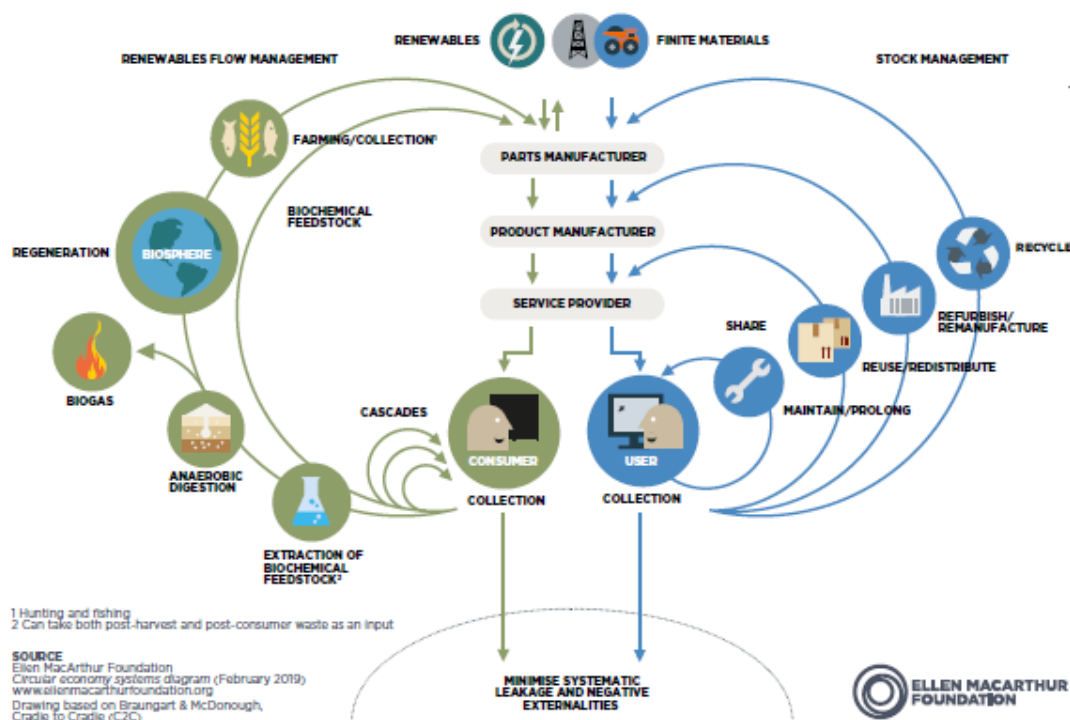 RENEWABLES
FINITE MATERIALS
RENEWABLES FLOW MANAGEMENT
STOCK MANAGEMENT
FARMING/COLLECTION¹
PARTS MANUFACTURER
BIOCHEMICAL
FEEDSTOCK
REGENERATION
BIOSPHERE
PRODUCT MANUFACTURER
RECYCLE
SERVICE PROVIDER
SHARE
REFURBISH/
REMANUFACTURE
REUSE/REDISTRIBUTE
BIOGAS
CASCADES
MAINTAIN/PROLONG
CONSUMER
USER
ANAEROBIC
DIGESTION
COLLECTION
COLLECTION
EXTRACTION OF
BIOCHEMICAL
FEEDSTOCK²
1 Hunting and fishing
2 Can take both post-harvest and post-consumer waste as an input
SOURCE
Ellen MacArthur Foundation
Circular economy systems diagram (February 2019)
www.ellenmacarthurfoundation.org
Drawing based on Braungart & McDonough,
Cradle to Cradle (C2C)
MINIMISE SYSTEMATIC
LEAKAGE AND NEGATIVE
EXTERNALITIES
ELLEN MACARTHUR
FOUNDATION